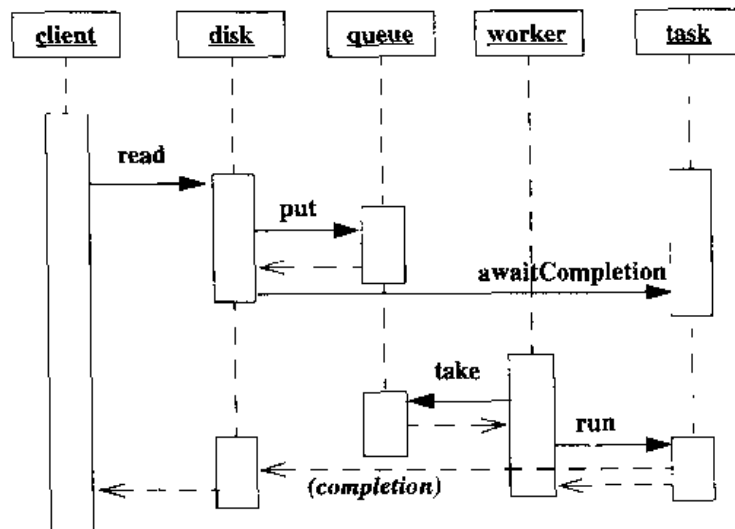 client disk queue worker task
read
put
awaitCompletion
take
run
(completion)